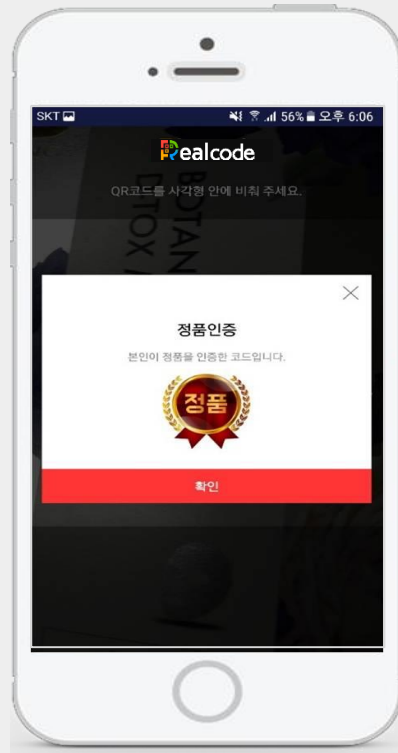 SKT 56% 오후 6:06
Realcode
QR코드를 사각형 안에 비춰 주세요.
BOTAN
DTOX
정품인증
본인이 정품을 인증한 코드입니다.
정품
확인